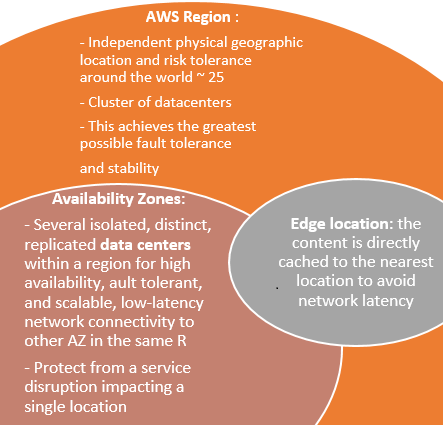 AWS Region :
- Independent physical geographic
location and risk tolerance
around the world ~ 25
- Cluster of datacenters
- This achieves the greatest
possible fault tolerance
and stability
Availability Zones:
- Several isolated, distinct,
replicated data centers
within a region for high
availability, ault tolerant,
and scalable, low-latency
network connectivity to
other AZ in the same R
- Protect from a service
disruption impacting a
single location
Edge location: the
content is directly
cached to the nearest
. location to avoid
network latency